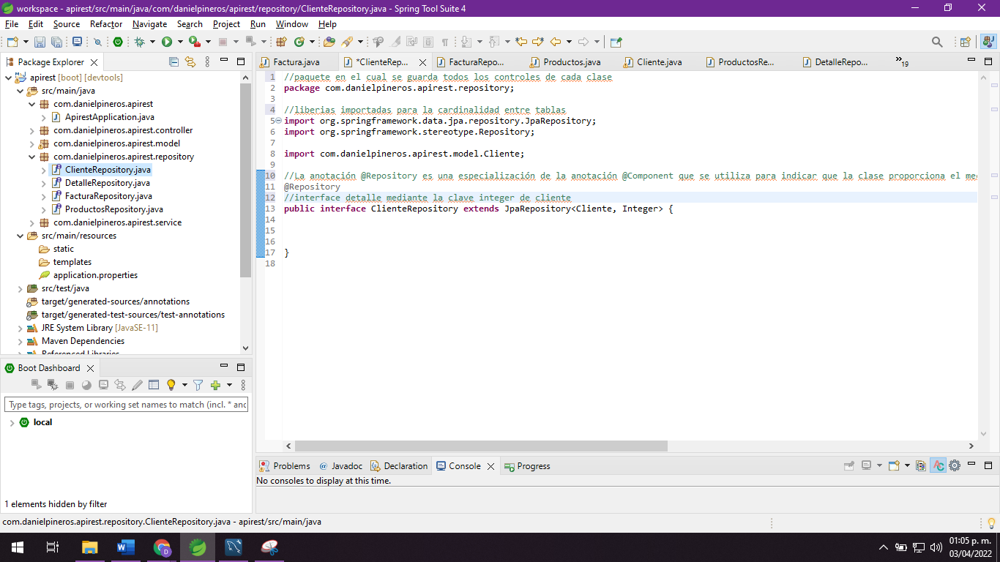 workspace - apirest/src/main/java/com/danielpineros/apirest/repository/ClienteRepository.java - Spring Tool Suite 4
File Edit Source Refactor Navigate Search Project Run Window Help
Package Explorer
apirest [boot] [devtools]
src/main/java
com.danielpineros.apirest
ApirestApplication.java
com.danielpineros.apirest.controller
com.danielpineros.apirest.model
com.danielpineros.apirest.repository
ClienteRepository.java
DetalleRepository.java
FacturaRepository.java
ProductosRepository.java
com.danielpineros.apirest.service
src/main/resources
static
templates
application.properties
src/test/java
target/generated-sources/annotations
target/generated-test-sources/test-annotations
JRE System Library [JavaSE-11]
Maven Dependencies
Referenced Libraries
Boot Dashboard
Type tags, projects, or working set names to match (incl. * and
local
1 elements hidden by filter
Factura.java *ClienteRep... FacturaRepo... Productos.java Cliente.java ProductosRe... DetalleRepo... 19
1 //paquete en el cual se guarda todos los controles de cada clase
2 package com.danielpineros.apirest.repository;
3
4 //liberias importadas para la cardinalidad entre tablas
5 import org.springframework.data.jpa.repository.JpaRepository;
6 import org.springframework.stereotype.Repository;
7
8 import com.danielpineros.apirest.model.Cliente;
9
10 //La anotación @Repository es una especialización de la anotación @Component que se utiliza para indicar que la clase proporciona el me
11 @Repository
12 //interface detalle mediante la clave integer de cliente
13 public interface ClienteRepository extends JpaRepository<Cliente, Integer> {
14
15
16
17 }
18
Problems Javadoc Declaration Console Progress
No consoles to display at this time.
com.danielpineros.apirest.repository.ClienteRepository.java - apirest/src/main/java
01:05 p. m.
03/04/2022